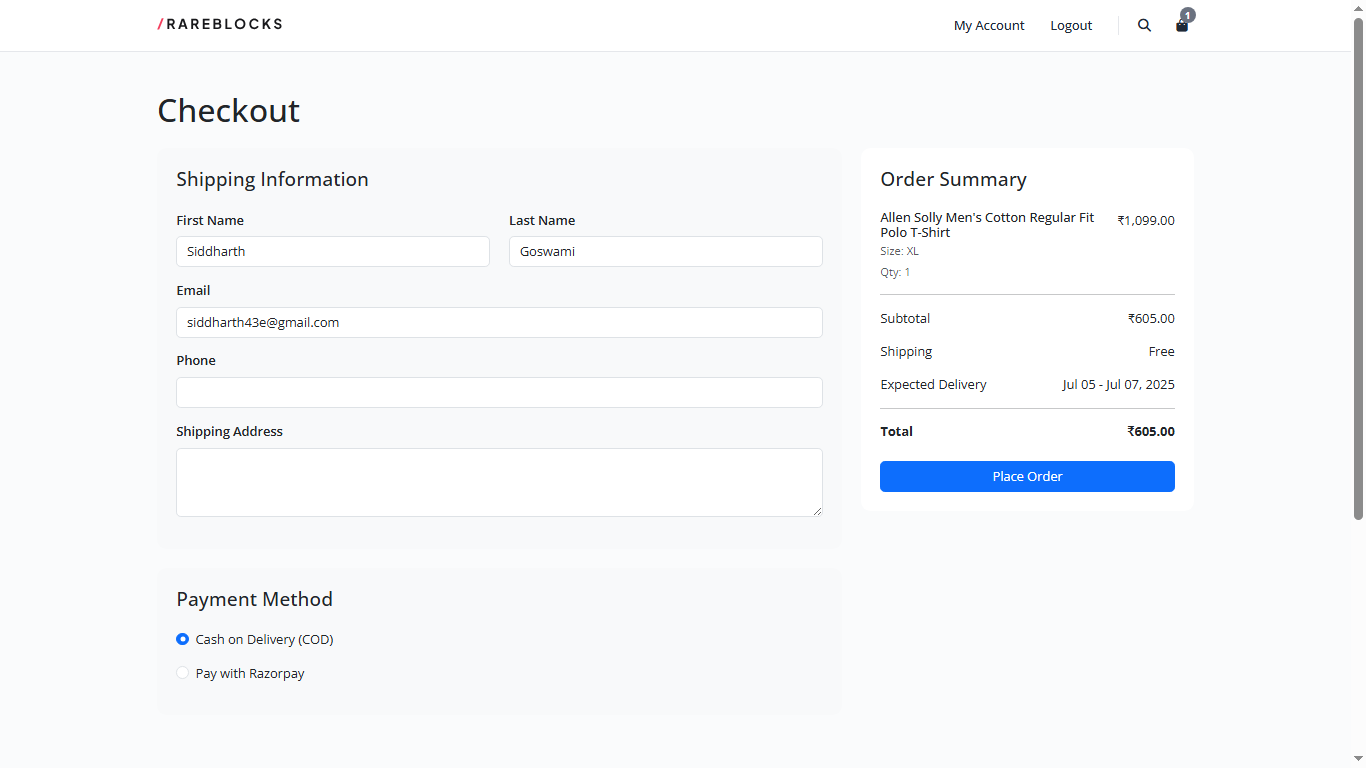 /RAREBLOCKS
My Account
Logout
1
Checkout
Shipping Information
First Name
Last Name
Siddharth
Goswami
Email
siddharth43e@gmail.com
Phone
Shipping Address
Payment Method
Cash on Delivery (COD)
Pay with Razorpay
Order Summary
Allen Solly Men's Cotton Regular Fit
Polo T-Shirt
₹1,099.00
Size: XL
Qty: 1
Subtotal
₹605.00
Shipping
Free
Expected Delivery
Jul 05 - Jul 07, 2025
Total
₹605.00
Place Order